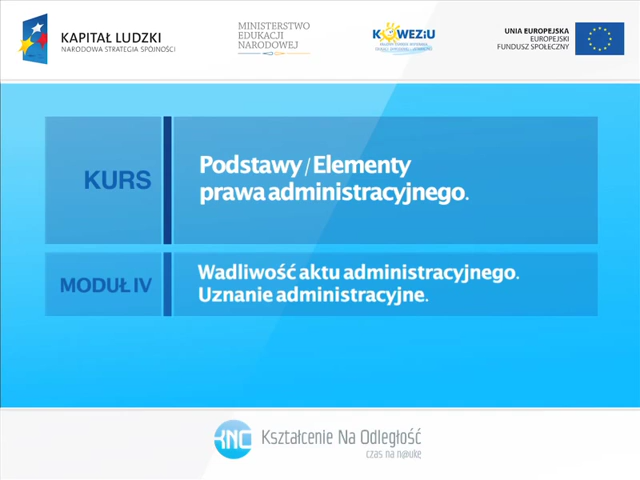 KAPITAŁ LUDZKI
NARODOWA STRATEGIA SPÓJNOŚCI
MINISTERSTWO
EDUKACJI
NARODOWEJ
KOWEZiU
UNIA EUROPEJSKA
EUROPEJSKI
FUNDUSZ SPOŁECZNY
KURS
Podstawy / Elementy
prawa administracyjnego.
MODUŁ IV
Wadliwość aktu administracyjnego.
Uznanie administracyjne.
KNO Kształcenie Na Odległość
czas na n@ukę